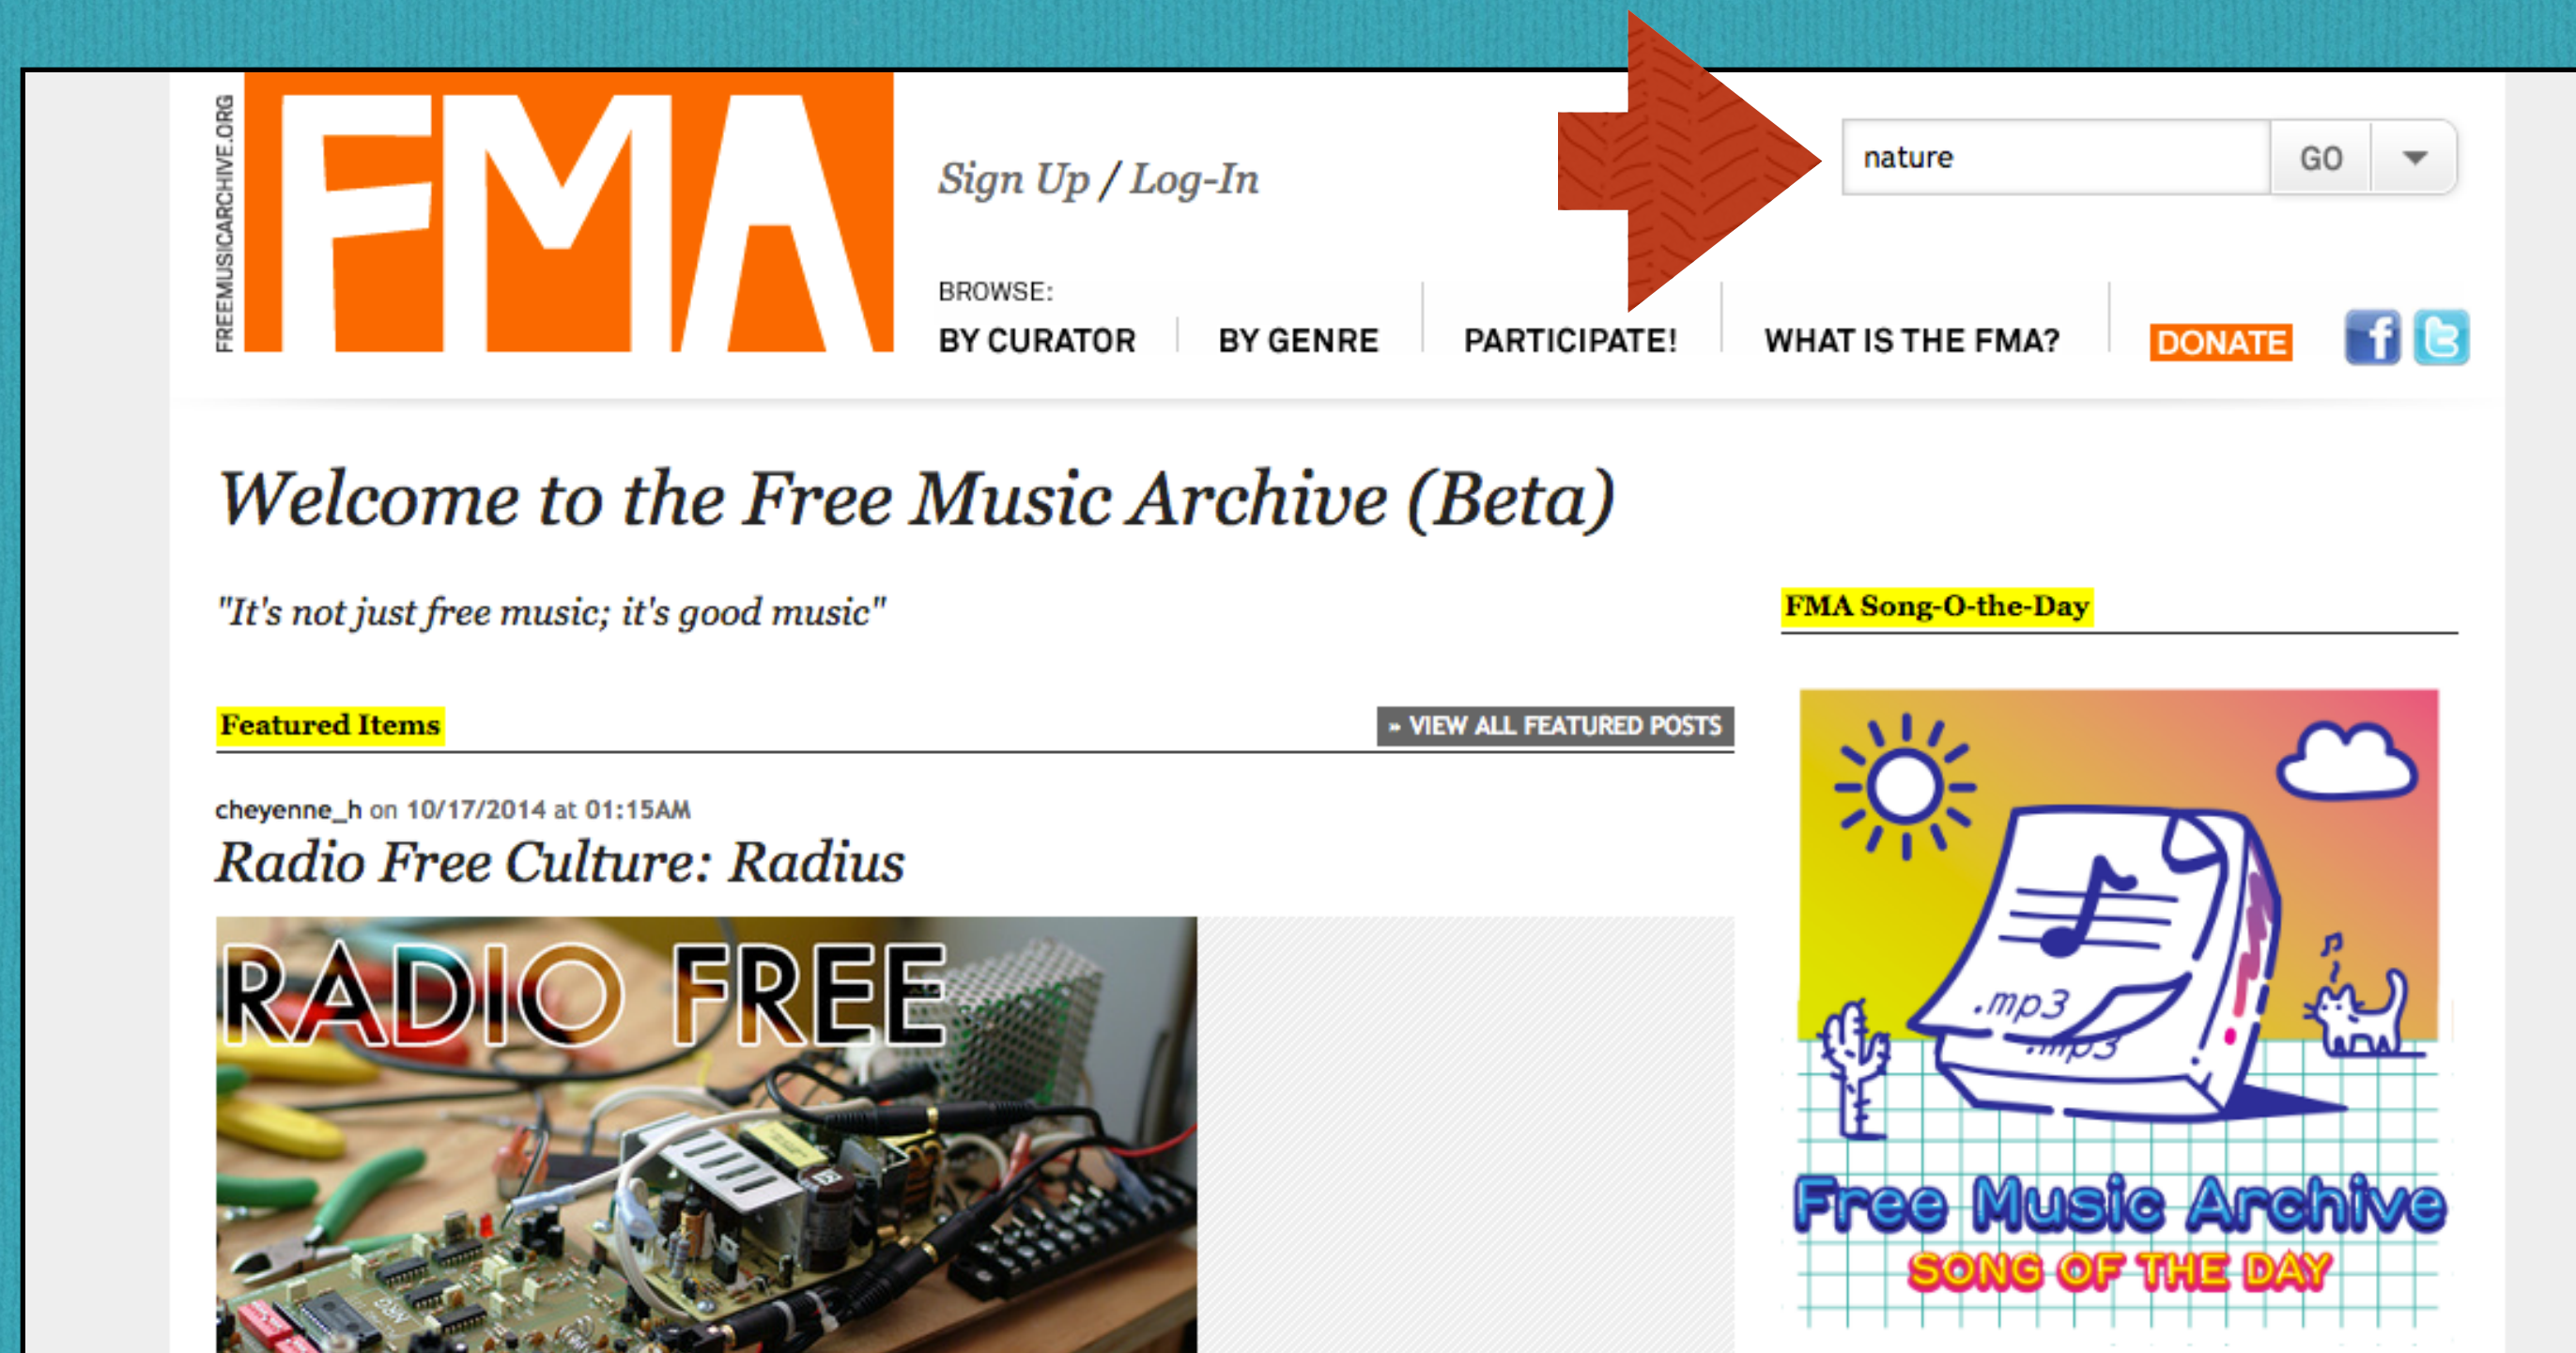 FREEMUSICARCHIVE.ORG
FMA
Sign Up / Log-In
nature
GO
BROWSE:
BY CURATOR
BY GENRE
PARTICIPATE!
WHAT IS THE FMA?
DONATE
f
t
Welcome to the Free Music Archive (Beta)
"It's not just free music; it's good music"
Featured Items
» VIEW ALL FEATURED POSTS
cheyenne_h on 10/17/2014 at 01:15AM
Radio Free Culture: Radius
RADIO FREE
FMA Song-O-the-Day
.mp3
.mp3
Free Music Archive
SONG OF THE DAY